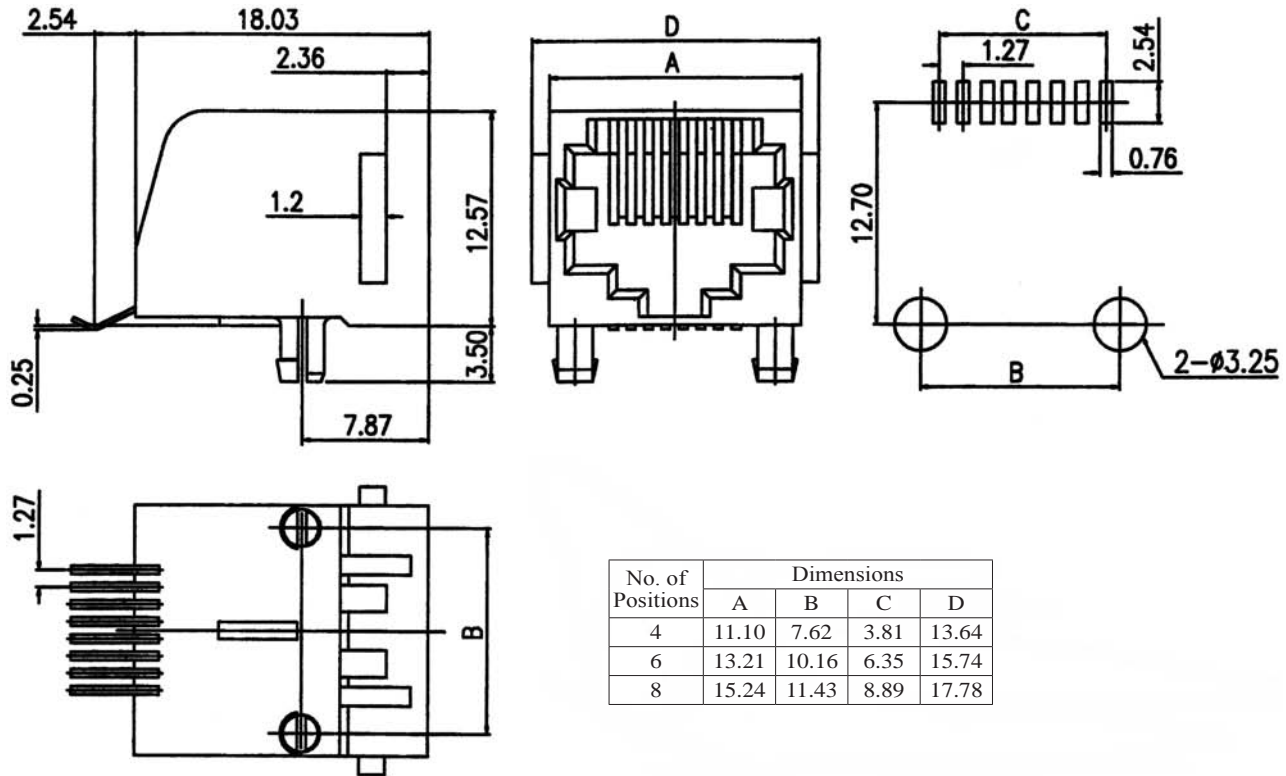 2.54
18.03
2.36
1.2
12.57
3.50
0.25
7.87
D
A
C
1.27
2.54
0.76
12.70
B
2-ø3.25
1.27
B
No. of Positions Dimensions
A B C D
4 11.10 7.62 3.81 13.64
6 13.21 10.16 6.35 15.74
8 15.24 11.43 8.89 17.78